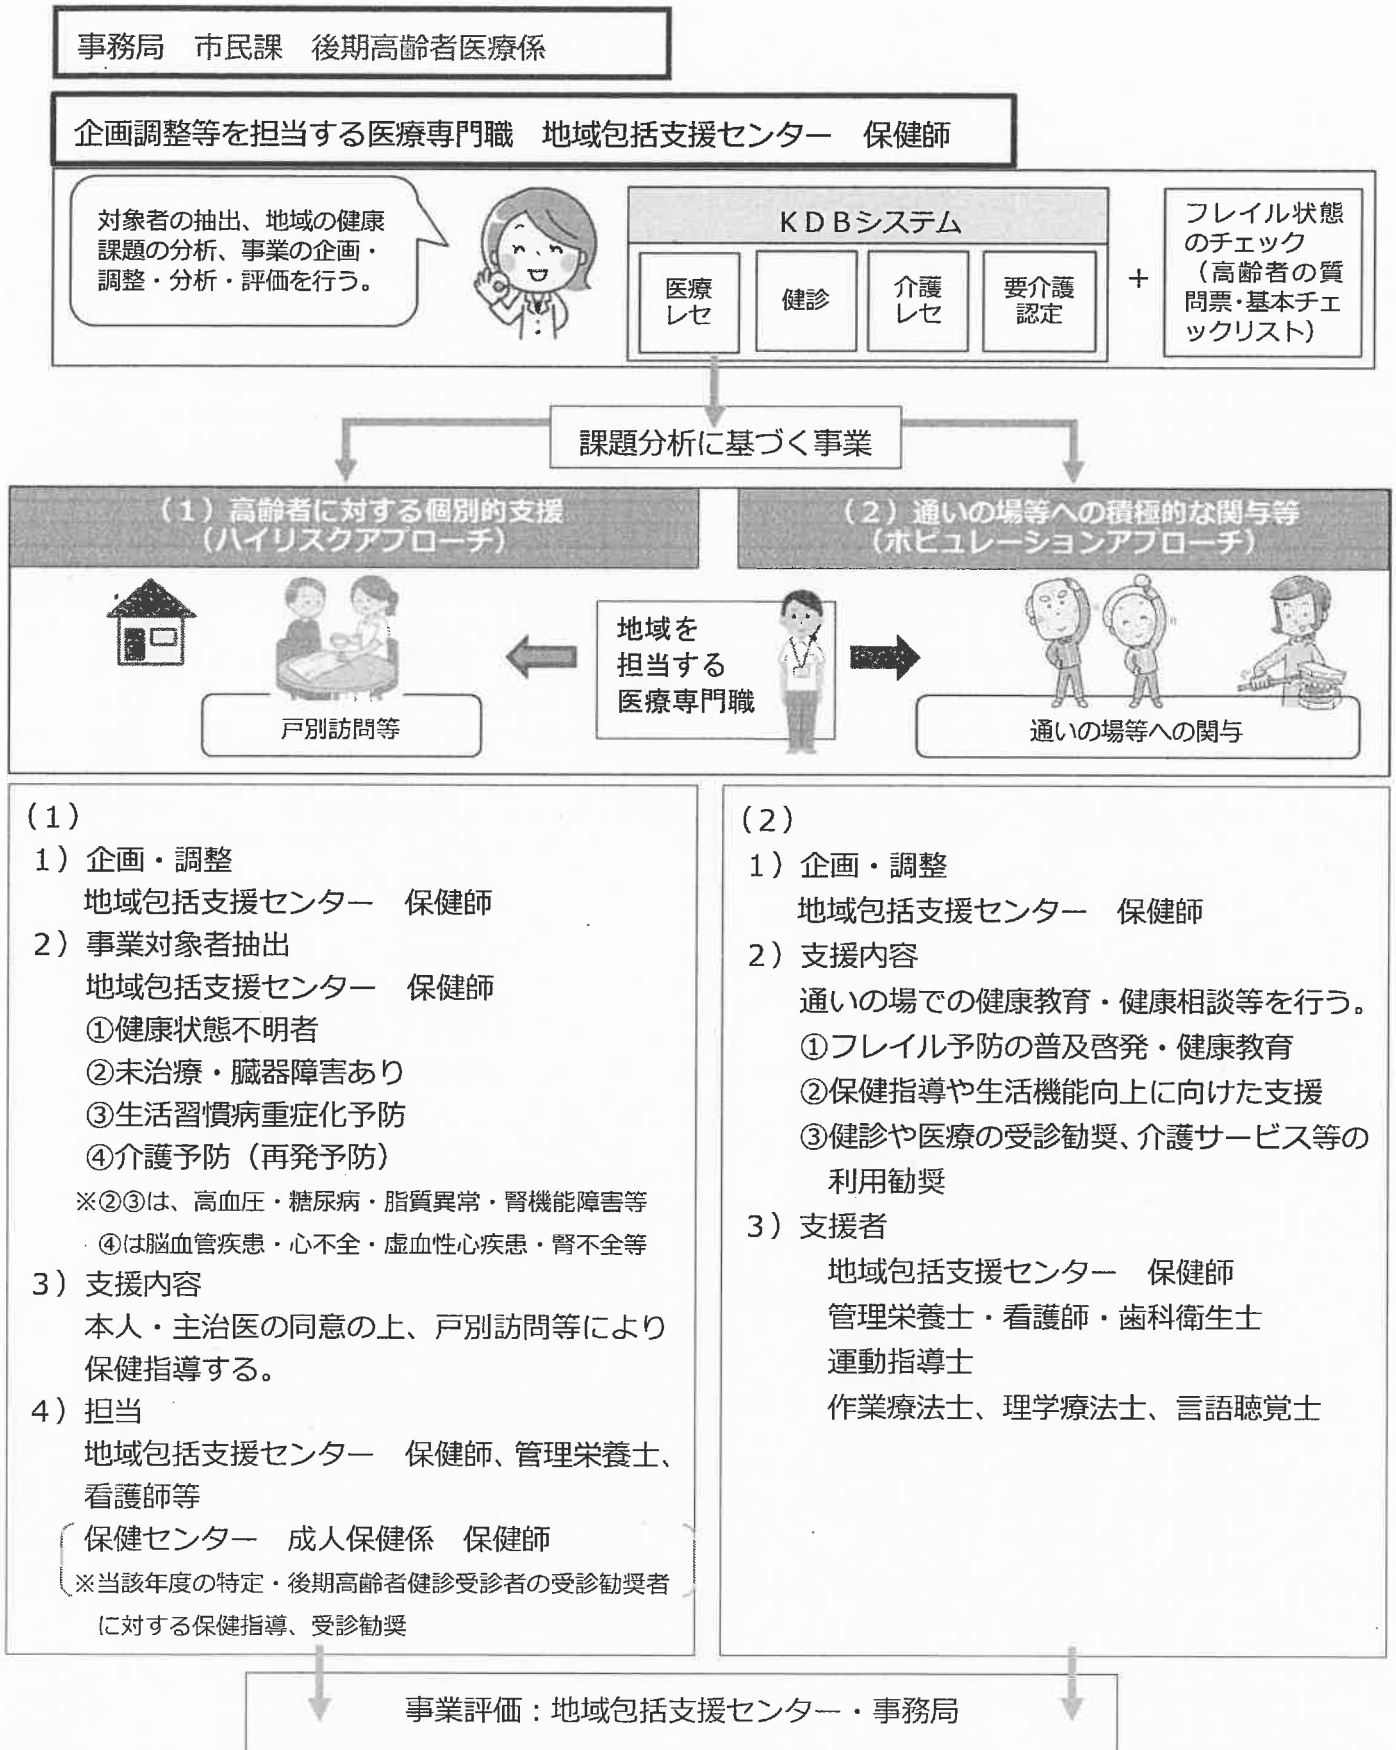 事務局　市民課　後期高齢者医療係
企画調整等を担当する医療専門職　地域包括支援センター　保健師
対象者の抽出、地域の健康
課題の分析、事業の企画・
調整・分析・評価を行う。
ＫＤＢシステム
医療
レセ
健診
介護
レセ
要介護
認定
＋
フレイル状態
のチェック
（高齢者の質
問票・基本チェ
ックリスト）
課題分析に基づく事業
（１）高齢者に対する個別的支援
（ハイリスクアプローチ）
（２）通いの場等への積極的な関与等
（ポピュレーションアプローチ）
地域を
担当する
医療専門職
戸別訪問等
通いの場等への関与
（１）
１）企画・調整
地域包括支援センター　保健師
２）事業対象者抽出
地域包括支援センター　保健師
①健康状態不明者
②未治療・臓器障害あり
③生活習慣病重症化予防
④介護予防（再発予防）
※②③は、高血圧・糖尿病・脂質異常・腎機能障害等
④は脳血管疾患・心不全・虚血性心疾患・腎不全等
３）支援内容
本人・主治医の同意の上、戸別訪問等により
保健指導する。
４）担当
地域包括支援センター　保健師、管理栄養士、
看護師等
保健センター　成人保健係　保健師
※当該年度の特定・後期高齢者健診受診者の受診勧奨者
に対する保健指導、受診勧奨
（２）
１）企画・調整
地域包括支援センター　保健師
２）支援内容
通いの場での健康教育・健康相談等を行う。
①フレイル予防の普及啓発・健康教育
②保健指導や生活機能向上に向けた支援
③健診や医療の受診勧奨、介護サービス等の
利用勧奨
３）支援者
地域包括支援センター　保健師
管理栄養士・看護師・歯科衛生士
運動指導士
作業療法士、理学療法士、言語聴覚士
事業評価：地域包括支援センター・事務局